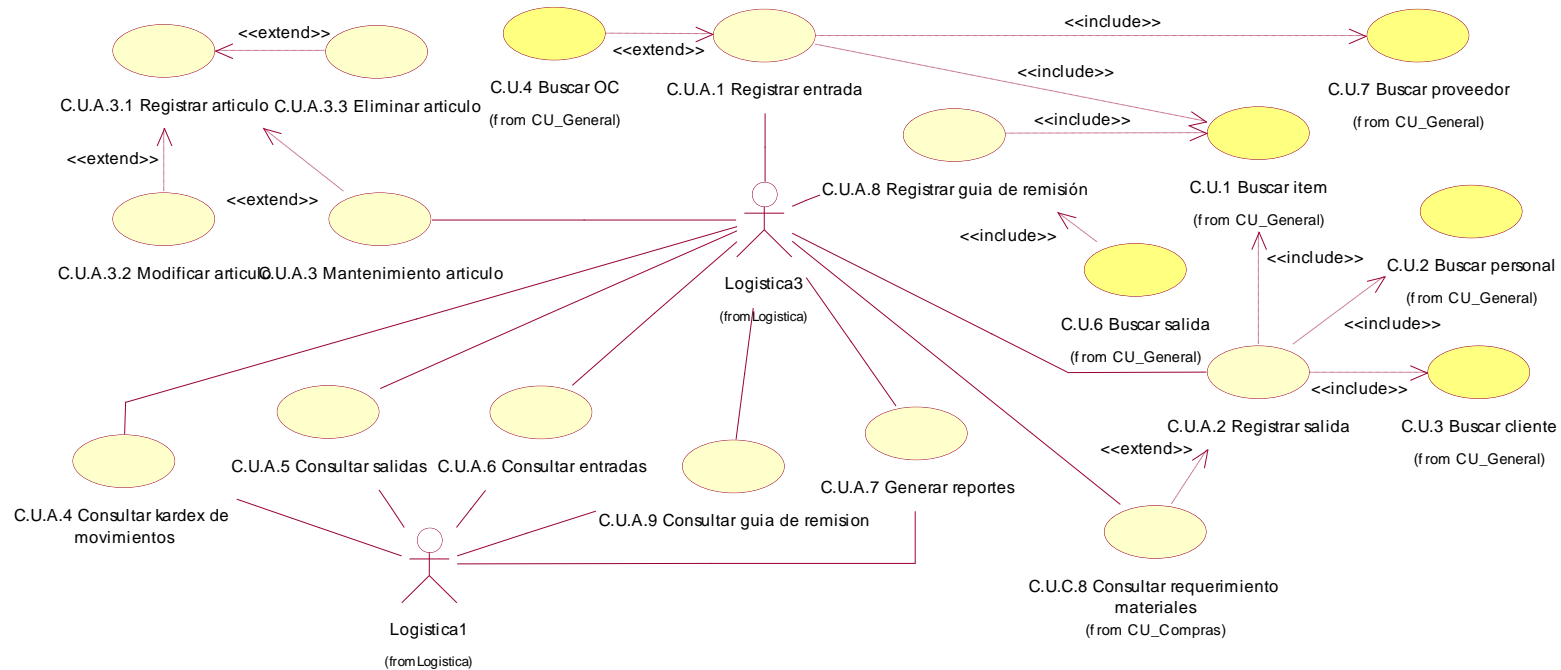 <<extend>>
<<extend>>
<<include>>
<<include>>
C.U.4 Buscar OC
(from CU_General)
C.U.A.1 Registrar entrada
C.U.7 Buscar proveedor
(from CU_General)
C.U.A.3.1 Registrar articulo
C.U.A.3.3 Eliminar articulo
<<include>>
<<extend>>
<<extend>>
C.U.A.8 Registrar guia de remisión
C.U.1 Buscar item
(from CU_General)
<<include>>
<<include>>
C.U.2 Buscar personal
(from CU_General)
C.U.A.3.2 Modificar articulo
C.U.A.3 Mantenimiento articulo
Logistica3
(from Logistica)
C.U.6 Buscar salida
(from CU_General)
<<include>>
<<include>>
C.U.A.2 Registrar salida
C.U.3 Buscar cliente
(from CU_General)
<<extend>>
C.U.A.5 Consultar salidas
C.U.A.6 Consultar entradas
C.U.A.7 Generar reportes
C.U.A.4 Consultar kardex de
movimientos
C.U.A.9 Consultar guia de remision
C.U.C.8 Consultar requerimiento
materiales
(from CU_Compras)
Logistica1
(from Logistica)